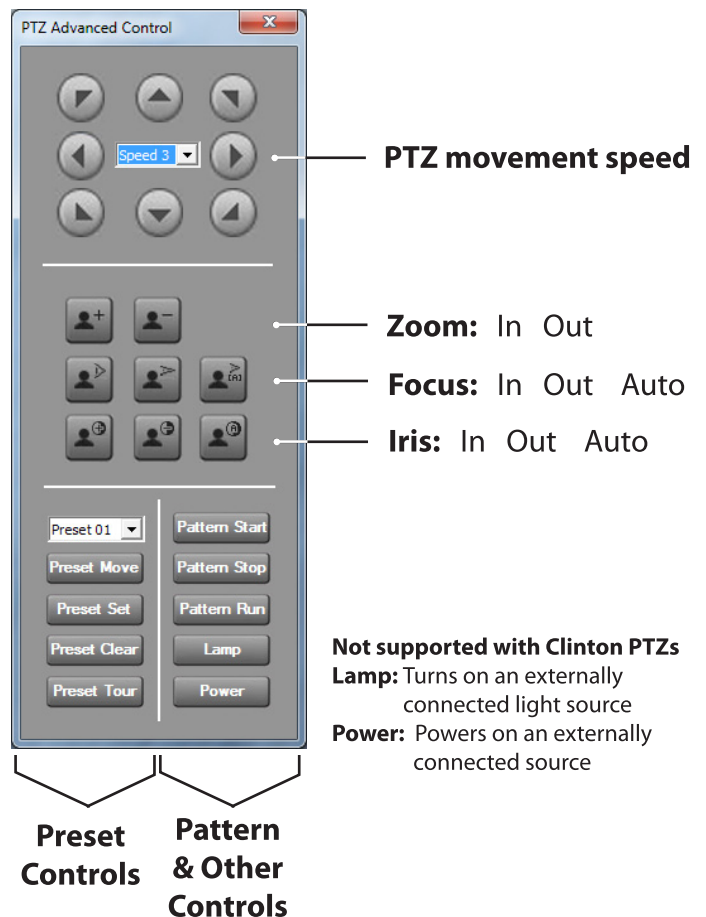 PTZ Advanced Control
Speed 3
PTZ movement speed
Zoom: In Out
Focus: In Out Auto
[A]
Iris: In Out Auto
A
Preset 01
Preset Move
Preset Set
Preset Clear
Preset Tour
Pattern Start
Pattern Stop
Pattern Run
Lamp
Power
Not supported with Clinton PTZs
Lamp: Turns on an externally
connected light source
Power: Powers on an externally
connected source
Preset
Controls
Pattern
& Other
Controls